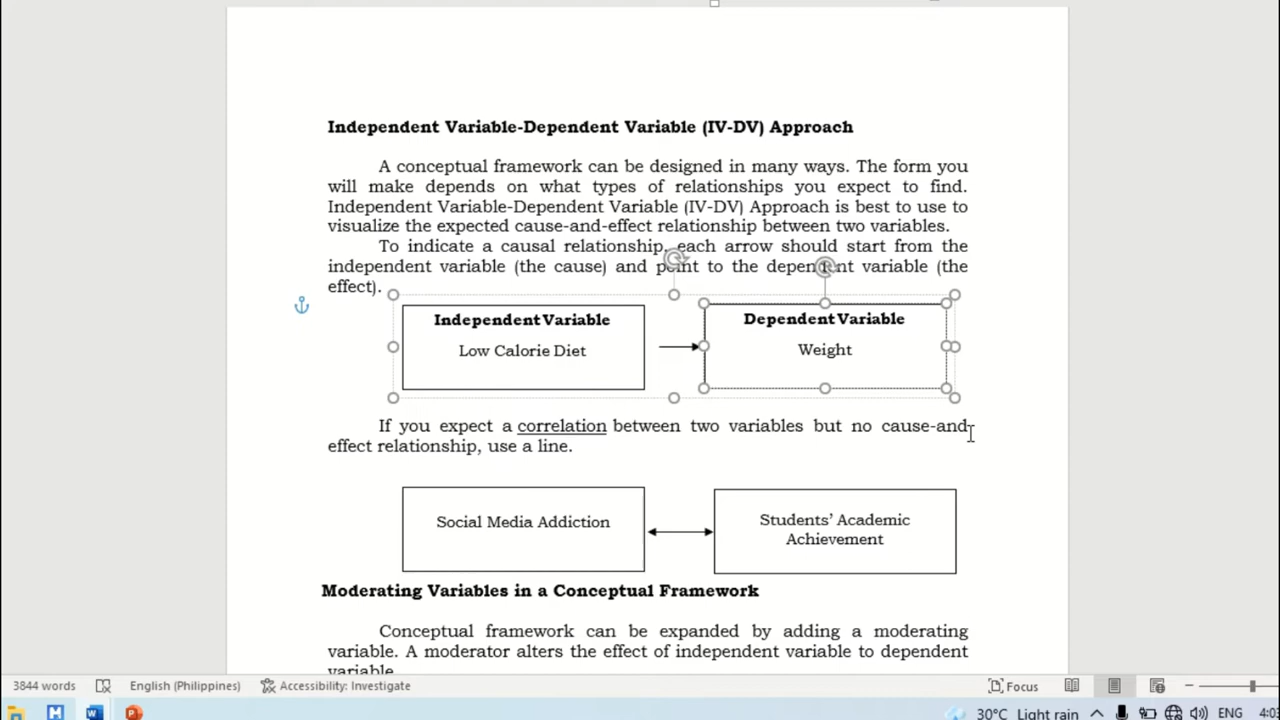 Independent Variable-Dependent Variable (IV-DV) Approach
A conceptual framework can be designed in many ways. The form you
will make depends on what types of relationships you expect to find.
Independent Variable-Dependent Variable (IV-DV) Approach is best to use to
visualize the expected cause-and-effect relationship between two variables.
To indicate a causal relationship, each arrow should start from the
independent variable (the cause) and point to the dependent variable (the
effect).
Independent Variable
Low Calorie Diet
Dependent Variable
Weight
If you expect a correlation between two variables but no cause-and
effect relationship, use a line.
Social Media Addiction
Students’ Academic
Achievement
Moderating Variables in a Conceptual Framework
Conceptual framework can be expanded by adding a moderating
variable. A moderator alters the effect of independent variable to dependent
variable.
3844 words
English (Philippines)
Accessibility: Investigate
Focus
30°C Light rain
ENG